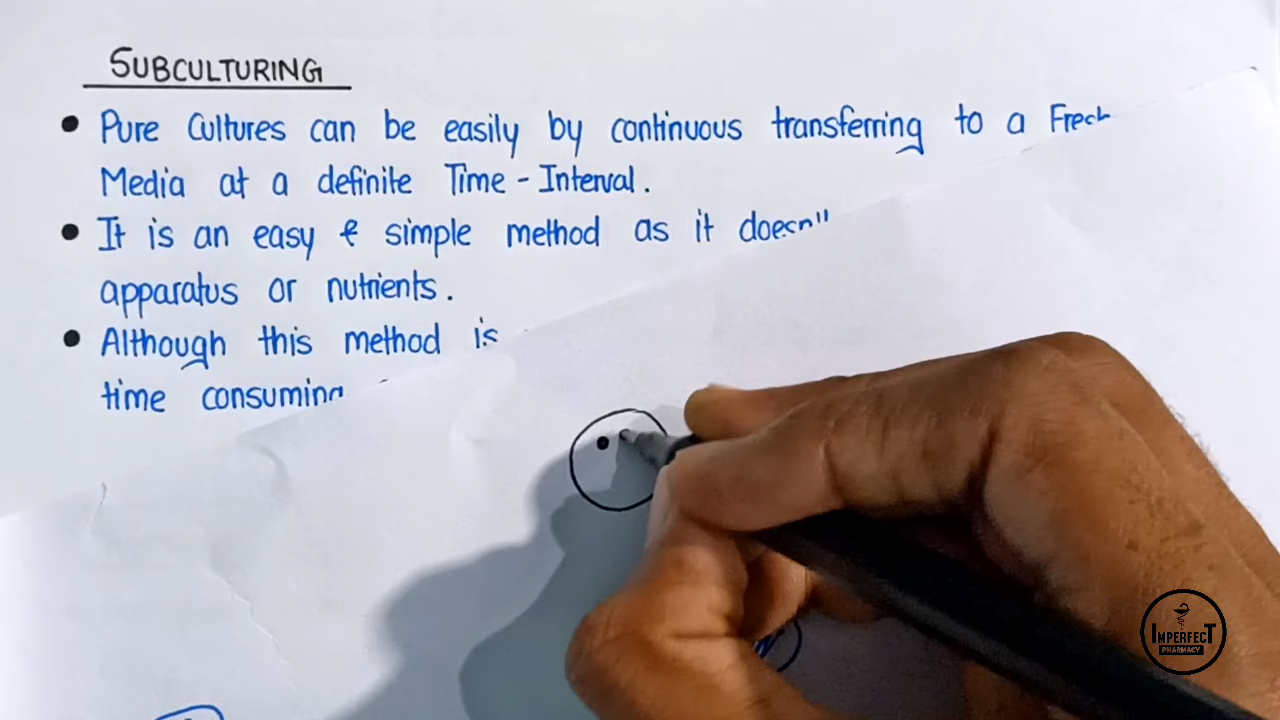 SUBCULTURING
• Pure Cultures can be easily by continuous transferring to a
Media at a definite Time - Interval.
• It is an easy & simple method as it
apparatus or nutrients.
• Although this method is
time consuming
IMPERFECT
PHARMACY